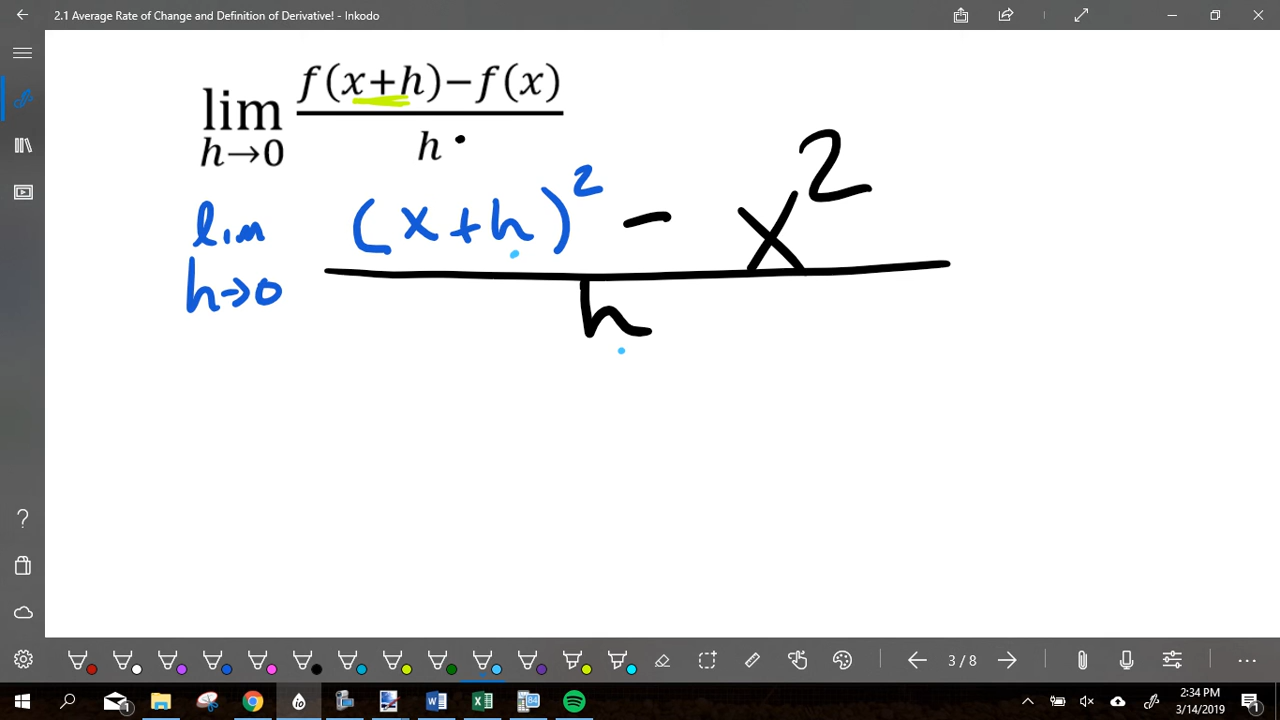 2.1 Average Rate of Change and Definition of Derivative! - Inkodo
lim h→0 f(x+h)−f(x) / h
lim h→0 (x+h)² − x² / h
3 / 8
2:34 PM
3/14/2019